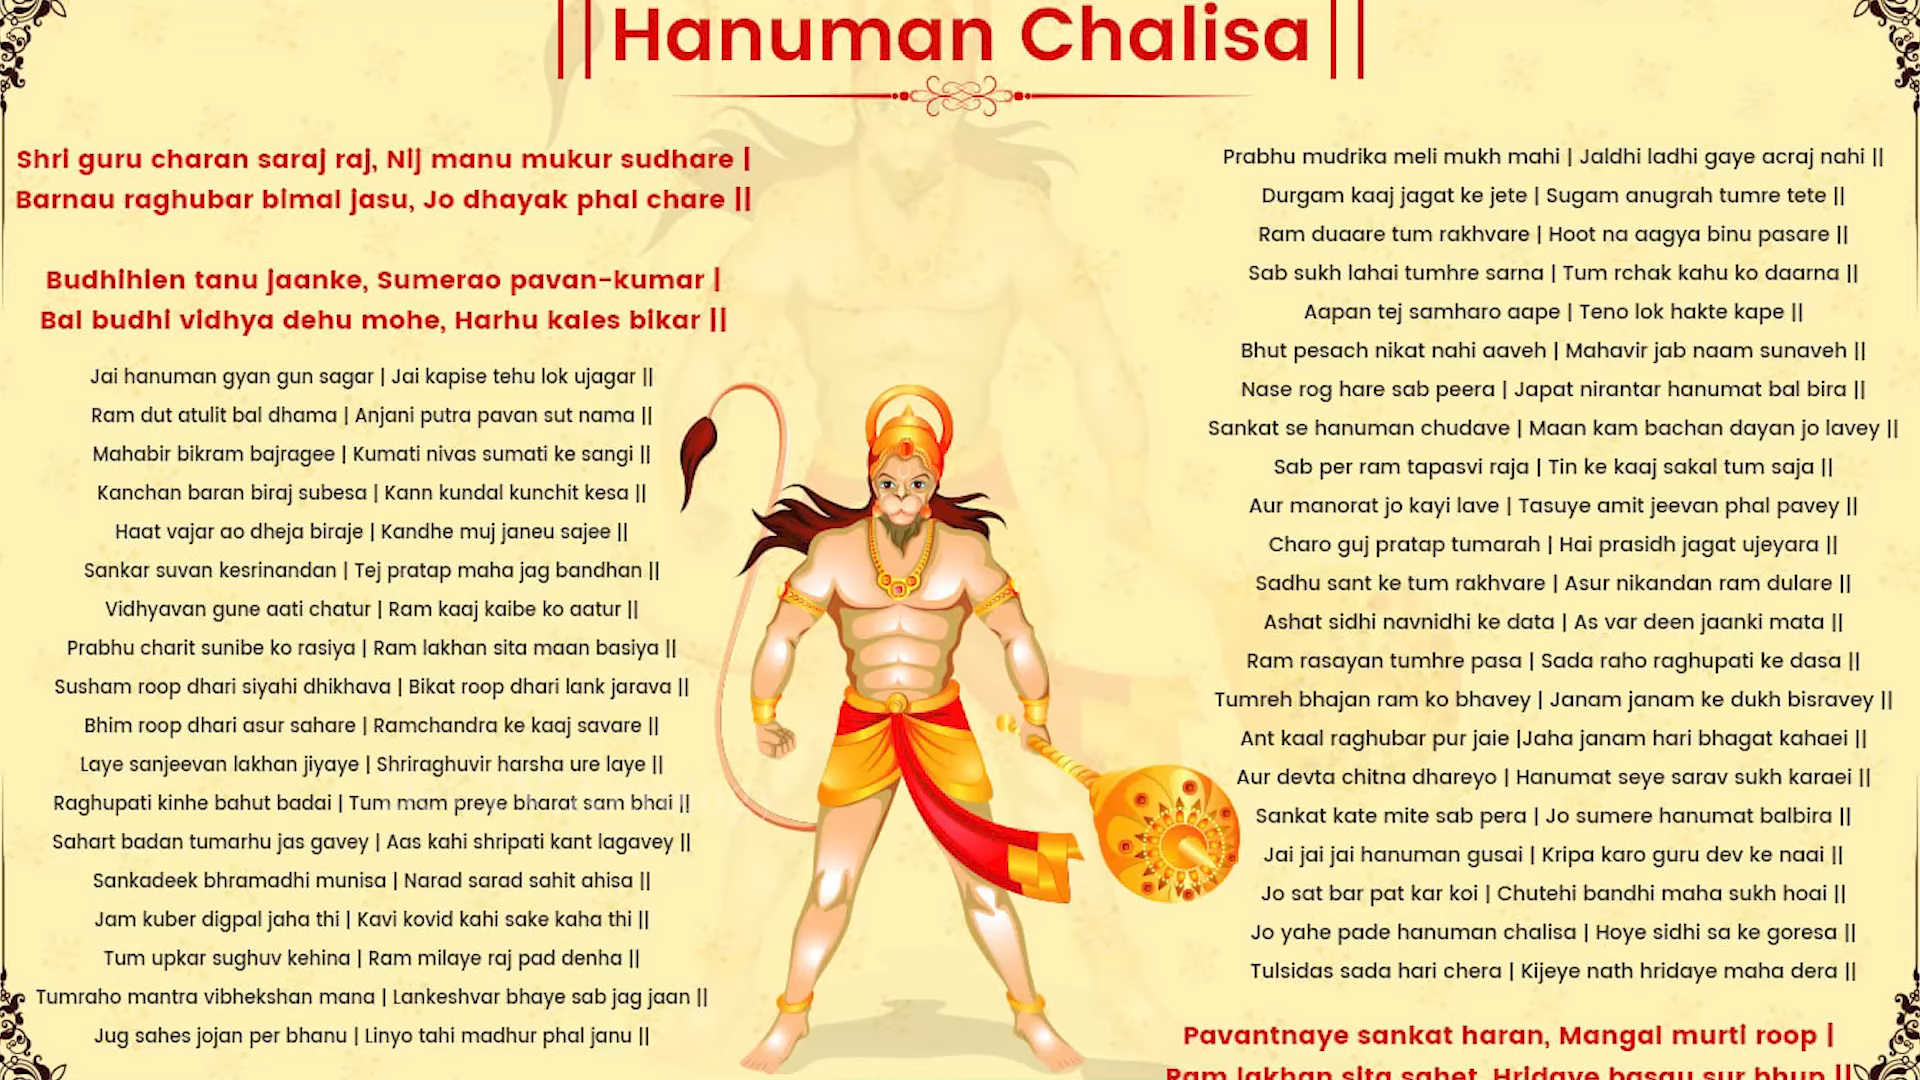 || Hanuman Chalisa ||
Shri guru charan saraj raj, Nij manu mukur sudhare |
Barnau raghubar bimal jasu, Jo dhayak phal chare ||
Budhihien tanu jaanke, Sumerao pavan-kumar |
Bal budhi vidhya dehu mohe, Harhu kales bikar ||
Jai hanuman gyan gun sagar | Jai kapise tehu lok ujagar ||
Ram dut atulit bal dhama | Anjani putra pavan sut nama ||
Mahabir bikram bajragee | Kumati nivas sumati ke sangi ||
Kanchan baran biraj subesa | Kann kundal kunchit kesa ||
Haat vajar ao dheja biraje | Kandhe muj janeu sajee ||
Sankar suvan kesrinandan | Tej pratap maha jag bandhan ||
Vidhyavan gune aati chatur | Ram kaaj kaibe ko aatur ||
Prabhu charit sunibe ko rasiya | Ram lakhan sita maan basiya ||
Susham roop dhari siyahi dhikhava | Bikat roop dhari lank jarava ||
Bhim roop dhari asur sahare | Ramchandra ke kaaj savare ||
Laye sanjeevan lakhan jiyaye | Shriraghuvir harsha ure laye ||
Raghupati kinhe bahut badai | Tum mam preye bharat sam bhai ||
Sahart badan tumarhu jas gavey | Aas kahi shripati kant lagavey ||
Sankadeek bhramadhi munisa | Narad sarad sahit ahisa ||
Jam kuber digpal jaha thi | Kavi kovid kahi sake kaha thi ||
Tum upkar sughuv kehina | Ram milaye raj pad denha ||
Tumraho mantra vibhekshan mana | Lankeshvar bhaye sab jag jaan ||
Jug sahes jojan per bhanu | Linyo tahi madhur phal janu ||
Prabhu mudrika meli mukh mahi | Jaldhi ladhi gaye acraj nahi ||
Durgam kaaj jagat ke jete | Sugam anugrah tumre tete ||
Ram duaare tum rakhvare | Hoot na aagya binu pasare ||
Sab sukh lahai tumhre sarna | Tum rchak kahu ko daarna ||
Aapan tej samharo aape | Teno lok hakte kape ||
Bhut pesach nikat nahi aaveh | Mahavir jab naam sunaveh ||
Nase rog hare sab peera | Japat nirantar hanumat bal bira ||
Sankat se hanuman chudave | Maan kam bachan dayan jo lavey ||
Sab per ram tapasvi raja | Tin ke kaaj sakal tum saja ||
Aur manorat jo kayi lave | Tasuye amit jeevan phal pavey ||
Charo guj pratap tumarah | Hai prasidh jagat ujeyara ||
Sadhu sant ke tum rakhvare | Asur nikandan ram dulare ||
Ashat sidhi navnidhi ke data | As var deen jaanki mata ||
Ram rasayan tumhre pasa | Sada raho raghupati ke dasa ||
Tumreh bhajan ram ko bhavey | Janam janam ke dukh bisravey ||
Ant kaal raghubar pur jaie |Jaha janam hari bhagat kahaei ||
Aur devta chitna dhareyo | Hanumat seye sarav sukh karaei ||
Sankat kate mite sab pera | Jo sumere hanumat balbira ||
Jai jai jai hanuman gusai | Kripa karo guru dev ke naai ||
Jo sat bar pat kar koi | Chutehi bandhi maha sukh hoai ||
Jo yahe pade hanuman chalisa | Hoye sidhi sa ke goresa ||
Tulsidas sada hari chera | Kijeye nath hridaye maha dera ||
Pavantnaye sankat haran, Mangal murti roop |
Ram lakhan sita sahet, Hridaye basau sur bhup ||